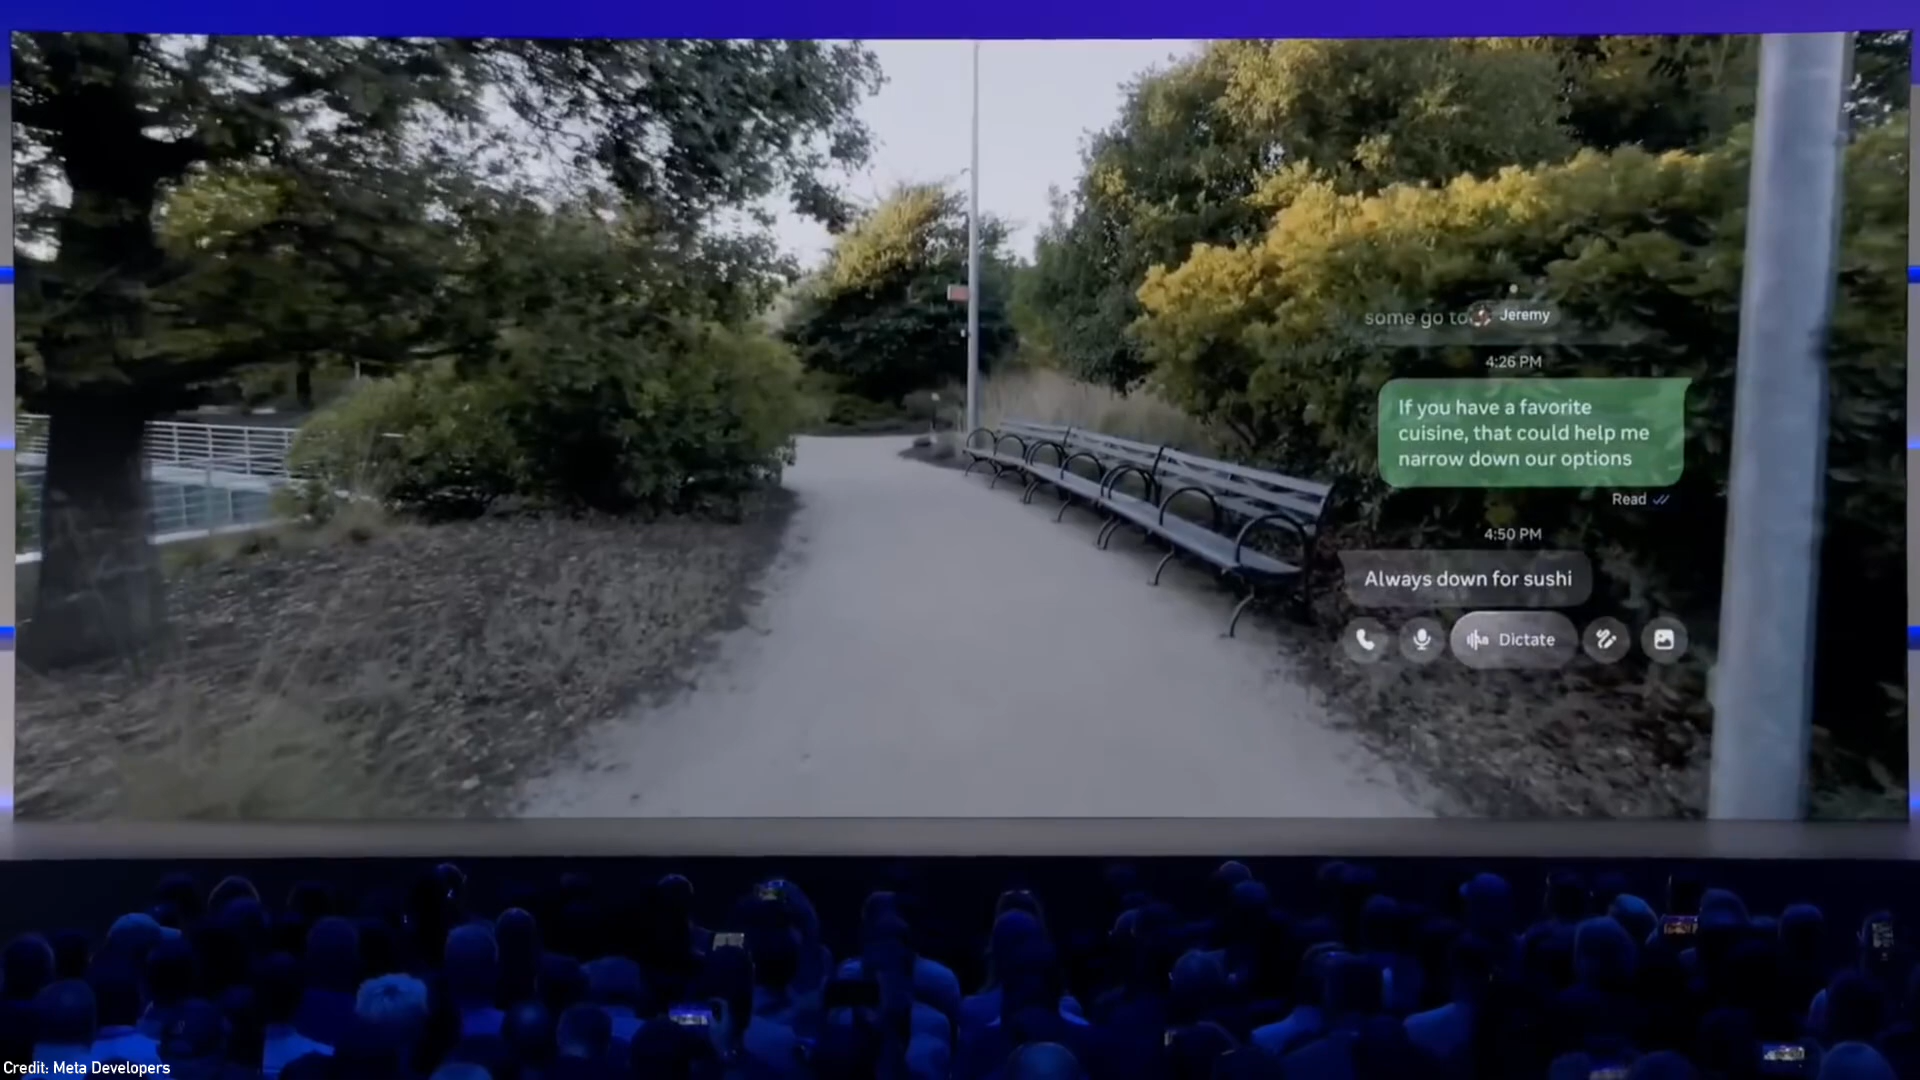 some go to
Jeremy
4:26 PM
If you have a favorite
cuisine, that could help me
narrow down our options
Read
4:50 PM
Always down for sushi
Dictate
Credit: Meta Developers